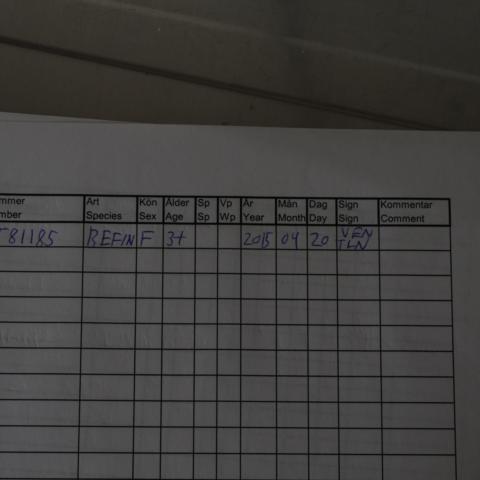 mmer Art Kön Ålder Sp Vp År Mån Dag Sign Kommentar
mber Species Sex Age Sp Wp Year Month Day Sign Comment
81185 BEFIN F 3+ 2015 04 20 VEN
TLN